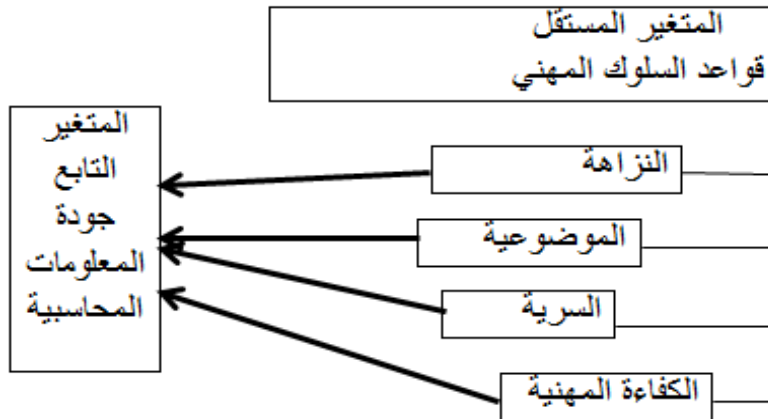 المتغير المستقل
قواعد السلوك المهني
المتغير
التابع
جودة
المعلومات
المحاسبية
النزاهة
الموضوعية
السرية
الكفاءة المهنية